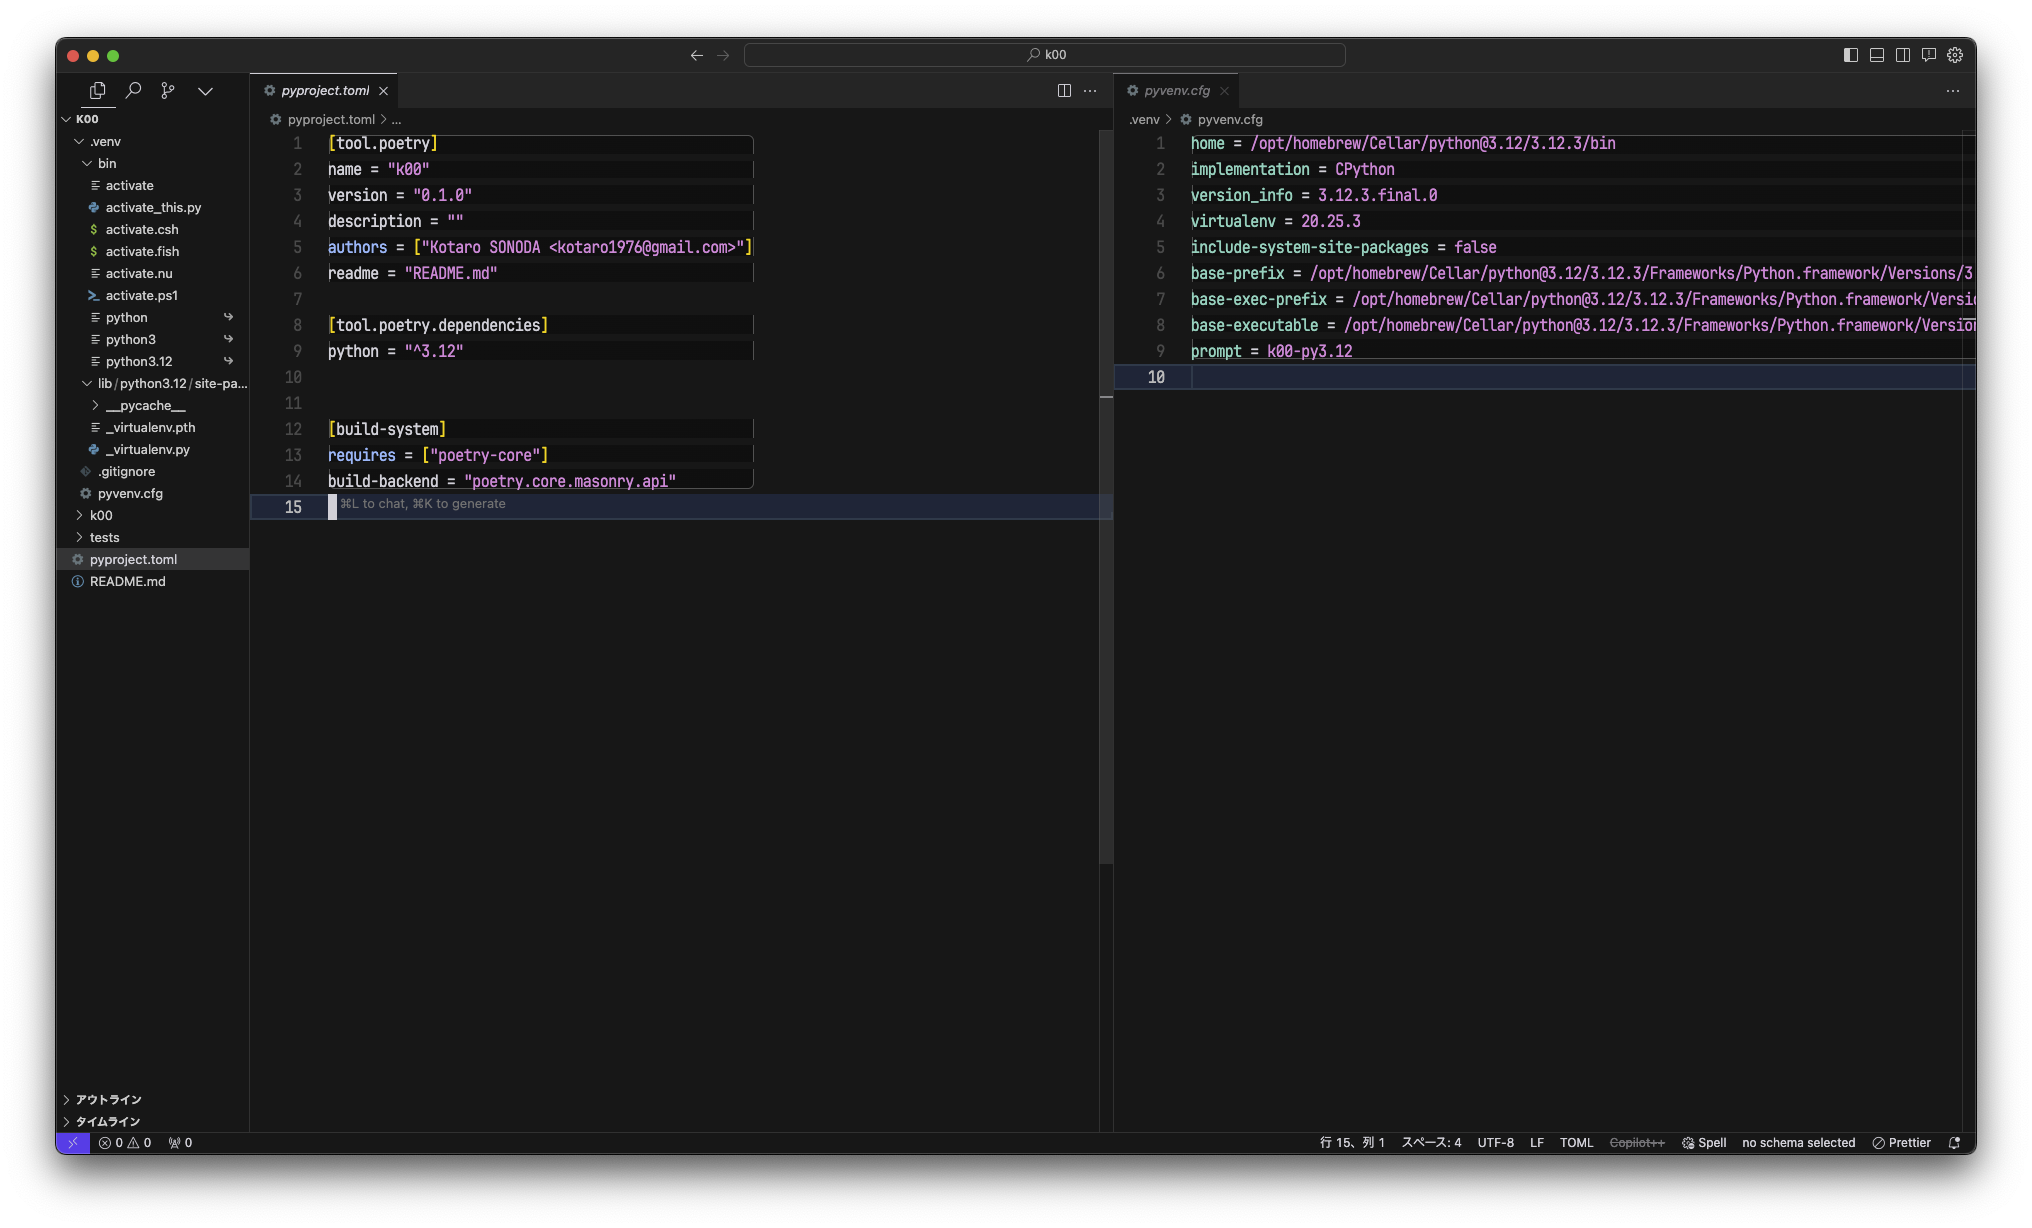 k00
K00
.venv
bin
activate
activate_this.py
activate.csh
activate.fish
activate.nu
activate.ps1
python
python3
python3.12
lib/python3.12/site-pa...
__pycache__
_virtualenv.pth
_virtualenv.py
.gitignore
pyvenv.cfg
k00
tests
pyproject.toml
README.md
アウトライン
タイムライン
pyproject.toml
pyproject.toml > ...
1 [tool.poetry]
2 name = "k00"
3 version = "0.1.0"
4 description = ""
5 authors = ["Kotaro SONODA <kotaro1976@gmail.com>"]
6 readme = "README.md"
7
8 [tool.poetry.dependencies]
9 python = "^3.12"
10
11
12 [build-system]
13 requires = ["poetry-core"]
14 build-backend = "poetry.core.masonry.api"
15 ⌘L to chat, ⌘K to generate
pyvenv.cfg
.venv > pyvenv.cfg
1 home = /opt/homebrew/Cellar/python@3.12/3.12.3/bin
2 implementation = CPython
3 version_info = 3.12.3.final.0
4 virtualenv = 20.25.3
5 include-system-site-packages = false
6 base-prefix = /opt/homebrew/Cellar/python@3.12/3.12.3/Frameworks/Python.framework/Versions/3
7 base-exec-prefix = /opt/homebrew/Cellar/python@3.12/3.12.3/Frameworks/Python.framework/Versi
8 base-executable = /opt/homebrew/Cellar/python@3.12/3.12.3/Frameworks/Python.framework/Version
9 prompt = k00-py3.12
10
0 0 0
行 15、列 1 スペース: 4 UTF-8 LF TOML Copilot++ Spell no schema selected Prettier